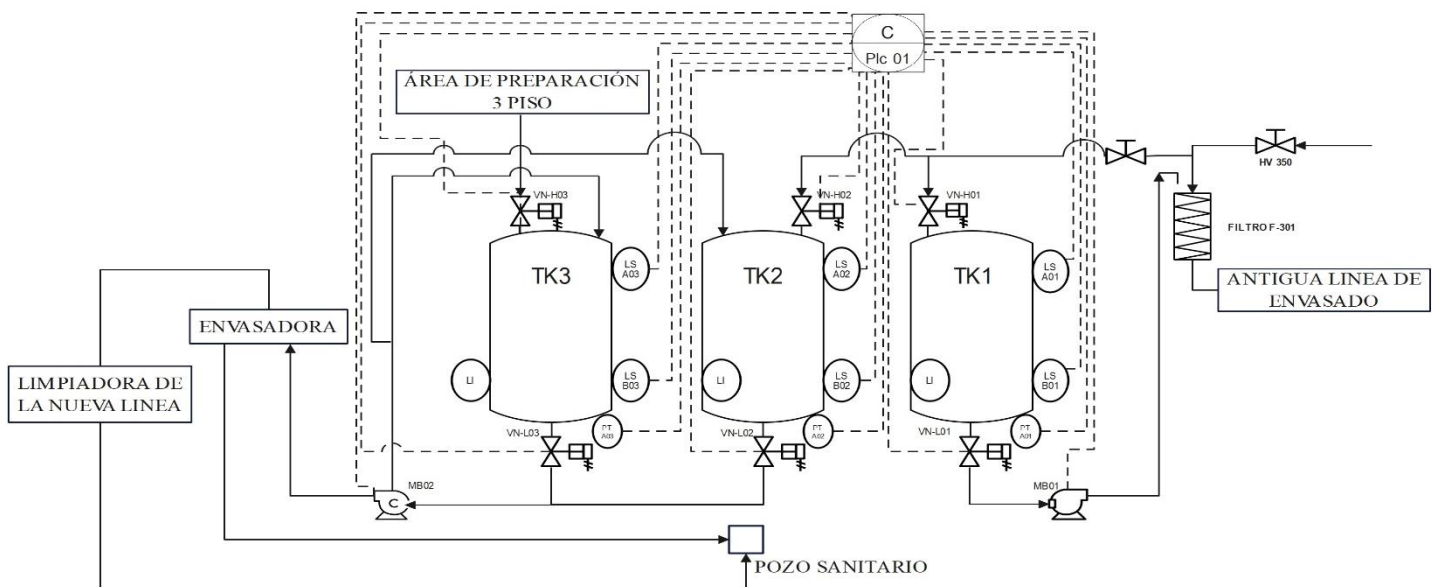 C
Plc 01
ÁREA DE PREPARACIÓN
3 PISO
HV 350
VN-H03
VN-H02
VN-H01
FILTRO F-301
LS
A03
LS
A02
LS
A01
TK3
TK2
TK1
ANTIGUA LINEA DE
ENVASADO
ENVASADORA
LIMPIADORA DE
LA NUEVA LINEA
LI
LS
B03
LI
LS
B02
LI
LS
B01
VN-L03
PT
A03
VN-L02
PT
A02
VN-L01
PT
A01
MB02
C
MB01
POZO SANITARIO